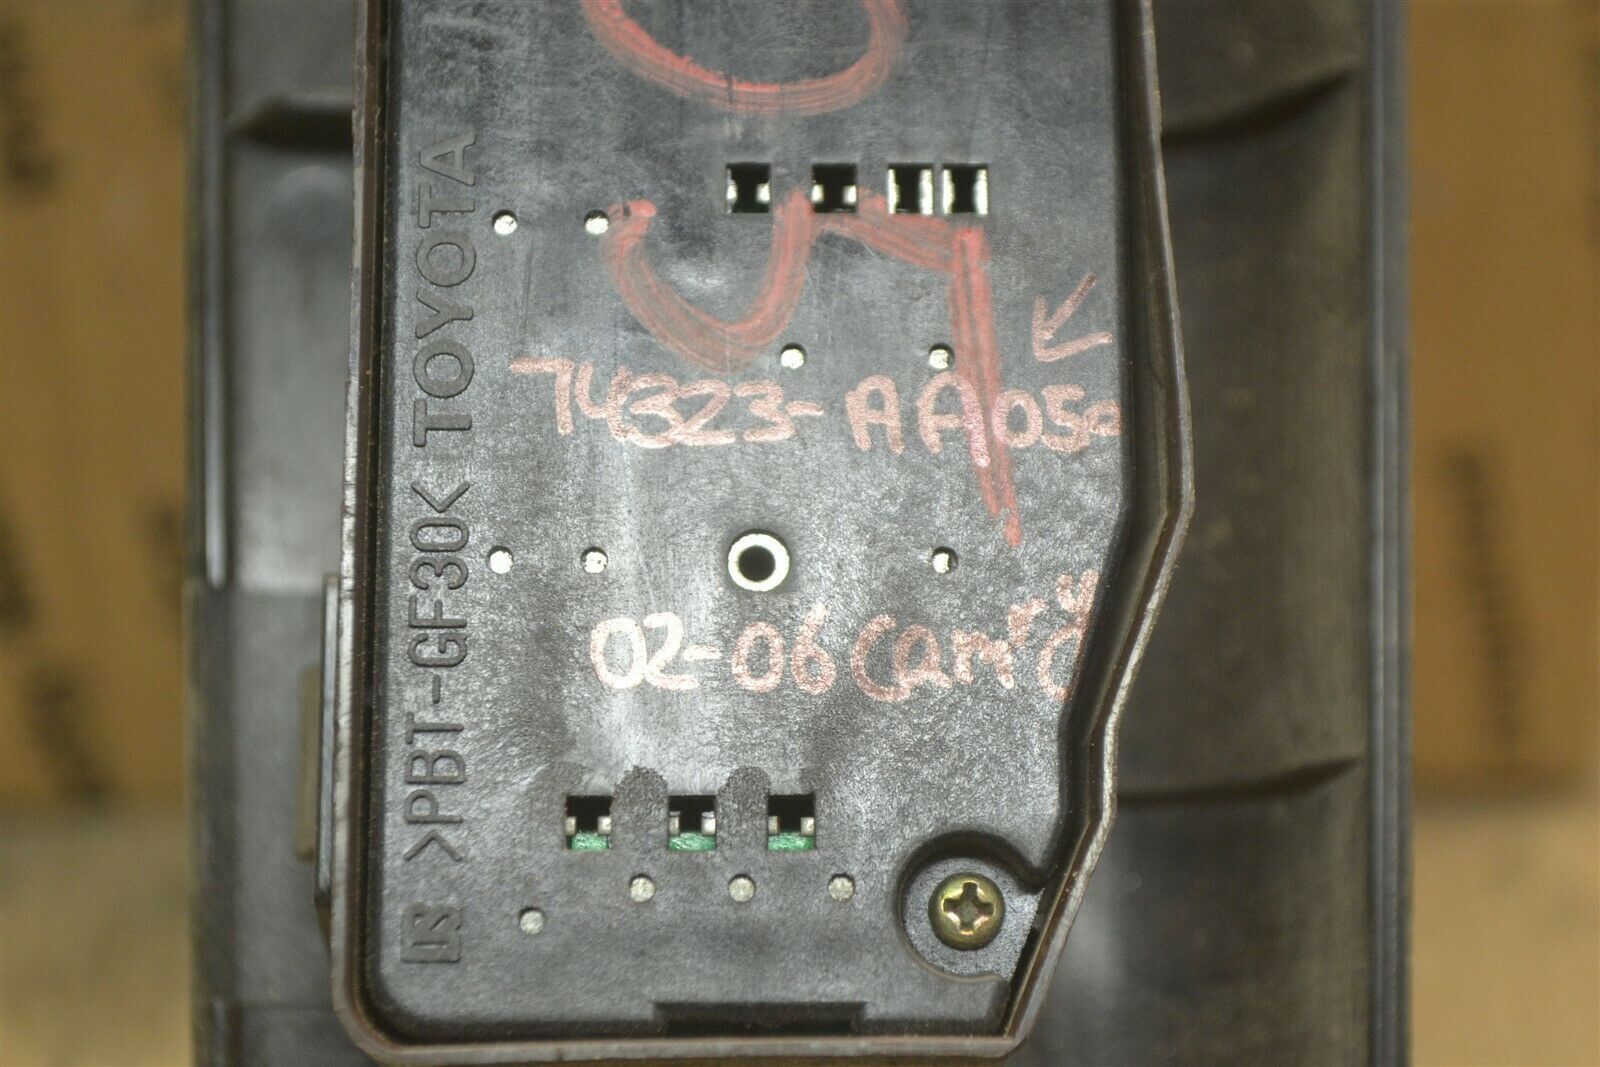 74323-AA050
02-06 Camry
>PBT-GF30< TOYOTA